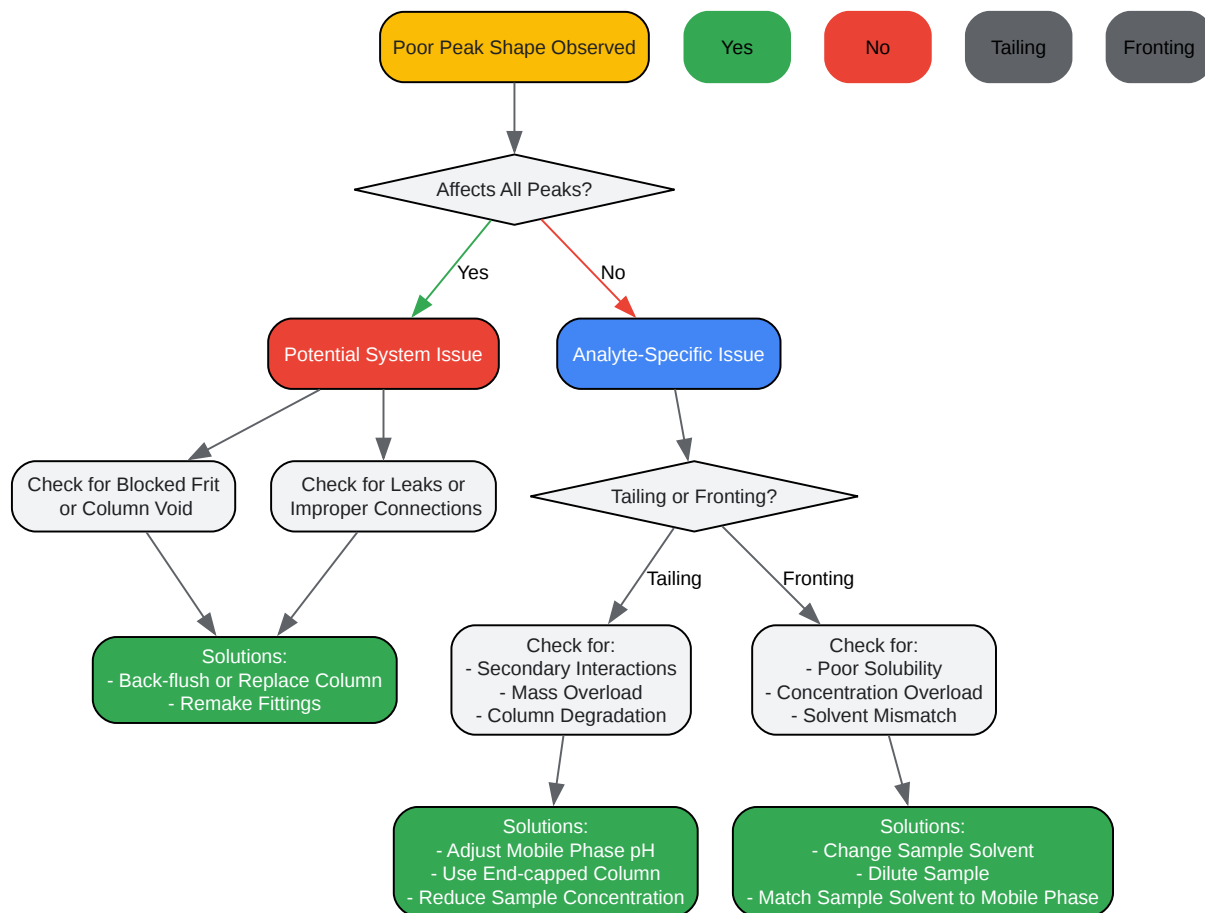 Poor Peak Shape Observed
Yes
No
Tailing
Fronting
Affects All Peaks?
Yes
No
Potential System Issue
Analyte-Specific Issue
Check for Blocked Frit
or Column Void
Check for Leaks or
Improper Connections
Tailing or Fronting?
Tailing
Fronting
Solutions:
- Back-flush or Replace Column
- Remake Fittings
Check for:
- Secondary Interactions
- Mass Overload
- Column Degradation
Check for:
- Poor Solubility
- Concentration Overload
- Solvent Mismatch
Solutions:
- Adjust Mobile Phase pH
- Use End-capped Column
- Reduce Sample Concentration
Solutions:
- Change Sample Solvent
- Dilute Sample
- Match Sample Solvent to Mobile Phase